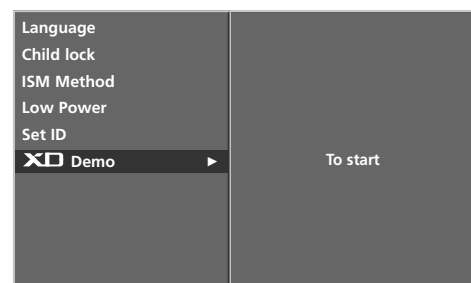 Language
Child lock
ISM Method
Low Power
Set ID
XD Demo ►
To start